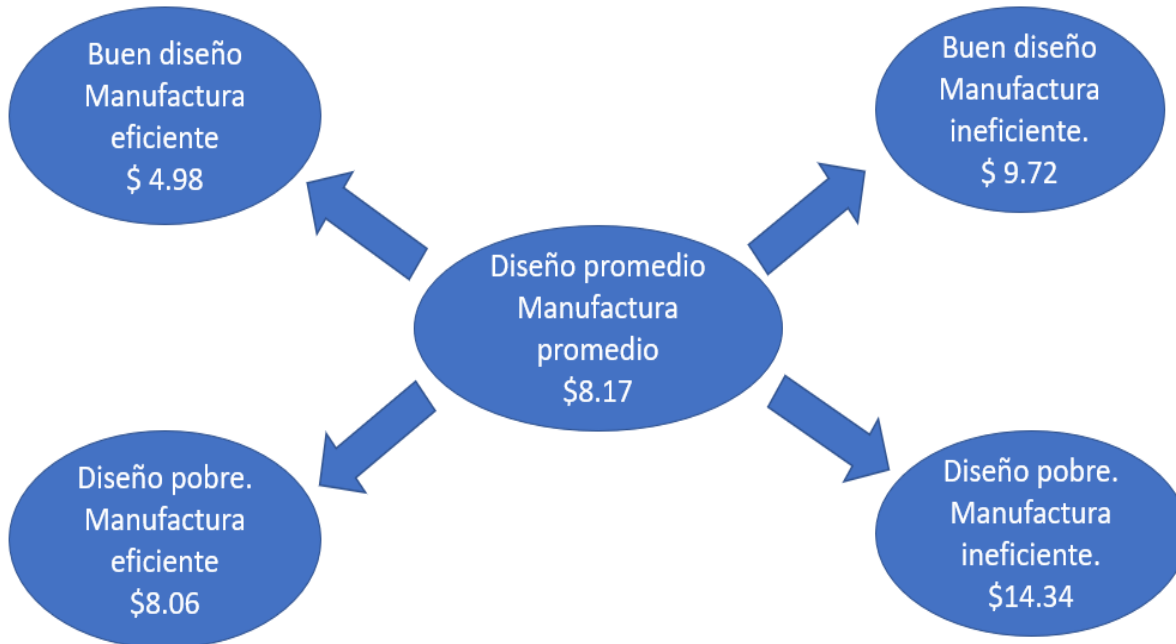 Buen diseño
Manufactura
eficiente
$ 4.98
Buen diseño
Manufactura
ineficiente.
$ 9.72
Diseño promedio
Manufactura
promedio
$8.17
Diseño pobre.
Manufactura
eficiente
$8.06
Diseño pobre.
Manufactura
ineficiente.
$14.34